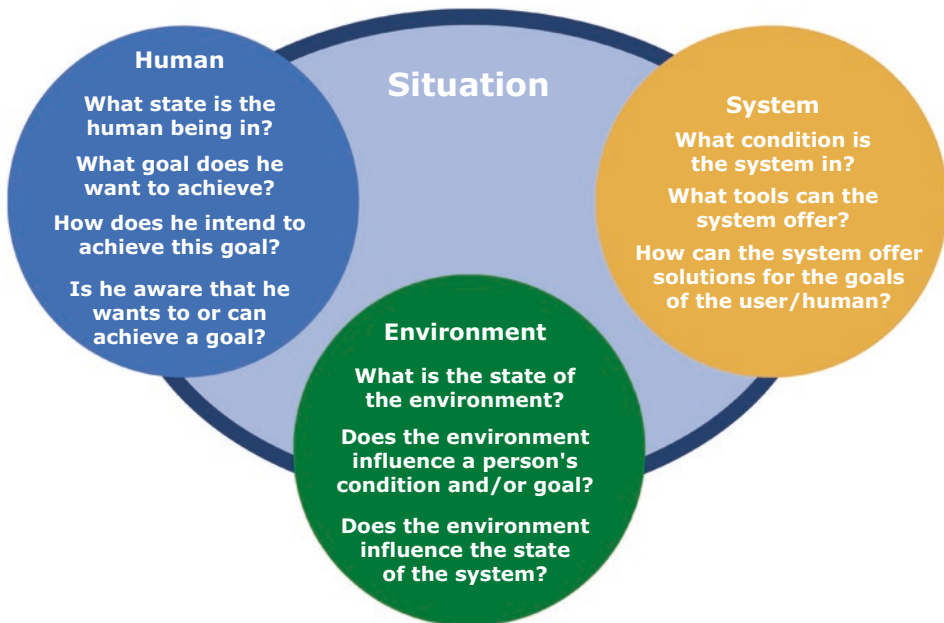 Situation
Human
What state is the
human being in?
What goal does he
want to achieve?
How does he intend to
achieve this goal?
Is he aware that he
wants to or can
achieve a goal?
System
What condition is
the system in?
What tools can the
system offer?
How can the system offer
solutions for the goals
of the user/human?
Environment
What is the state of
the environment?
Does the environment
influence a person's
condition and/or goal?
Does the environment
influence the state
of the system?